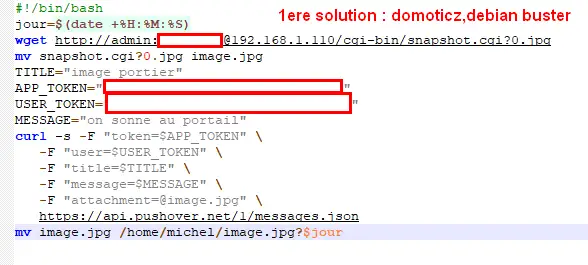 #!/bin/bash
1ere solution : domoticz,debian buster
jour=$(date +%H:%M:%S)
wget http://admin:@192.168.1.110/cgi-bin/snapshot.cgi?0.jpg
mv snapshot.cgi?0.jpg image.jpg
TITLE="image portier"
APP_TOKEN=""
USER_TOKEN=""
MESSAGE="on sonne au portail"
curl -s -F "token=$APP_TOKEN" \
-F "user=$USER_TOKEN" \
-F "title=$TITLE" \
-F "message=$MESSAGE" \
-F "attachment=@image.jpg" \
https://api.pushover.net/1/messages.json
mv image.jpg /home/michel/image.jpg?$jour